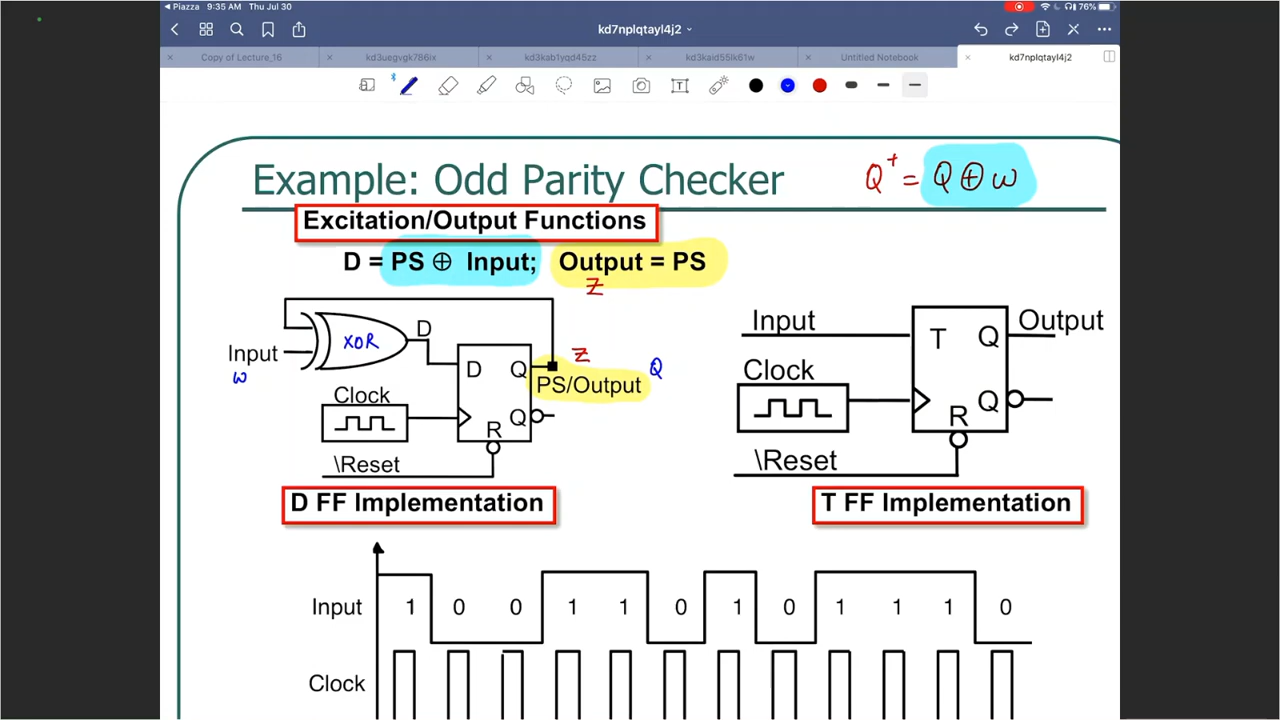 Piazza 9:35 AM Thu Jul 30 76%
kd7nplqtayl4j2
Copy of Lecture_16 kd3uegvgk786ix kd3kab1yqd45zz kd3kaid55lk61w Untitled Notebook kd7nplqtayl4j2
T
Example: Odd Parity Checker Q⁺ = Q ⊕ w
Excitation/Output Functions
D = PS ⊕ Input; Output = PS
Z
Input
w
XOR
D
D Q
Z
PS/Output Q
Clock
Q
R
\Reset
D FF Implementation
Input T Q Output
Clock
Q
R
\Reset
T FF Implementation
Input 1 0 0 1 1 0 1 0 1 1 1 0
Clock